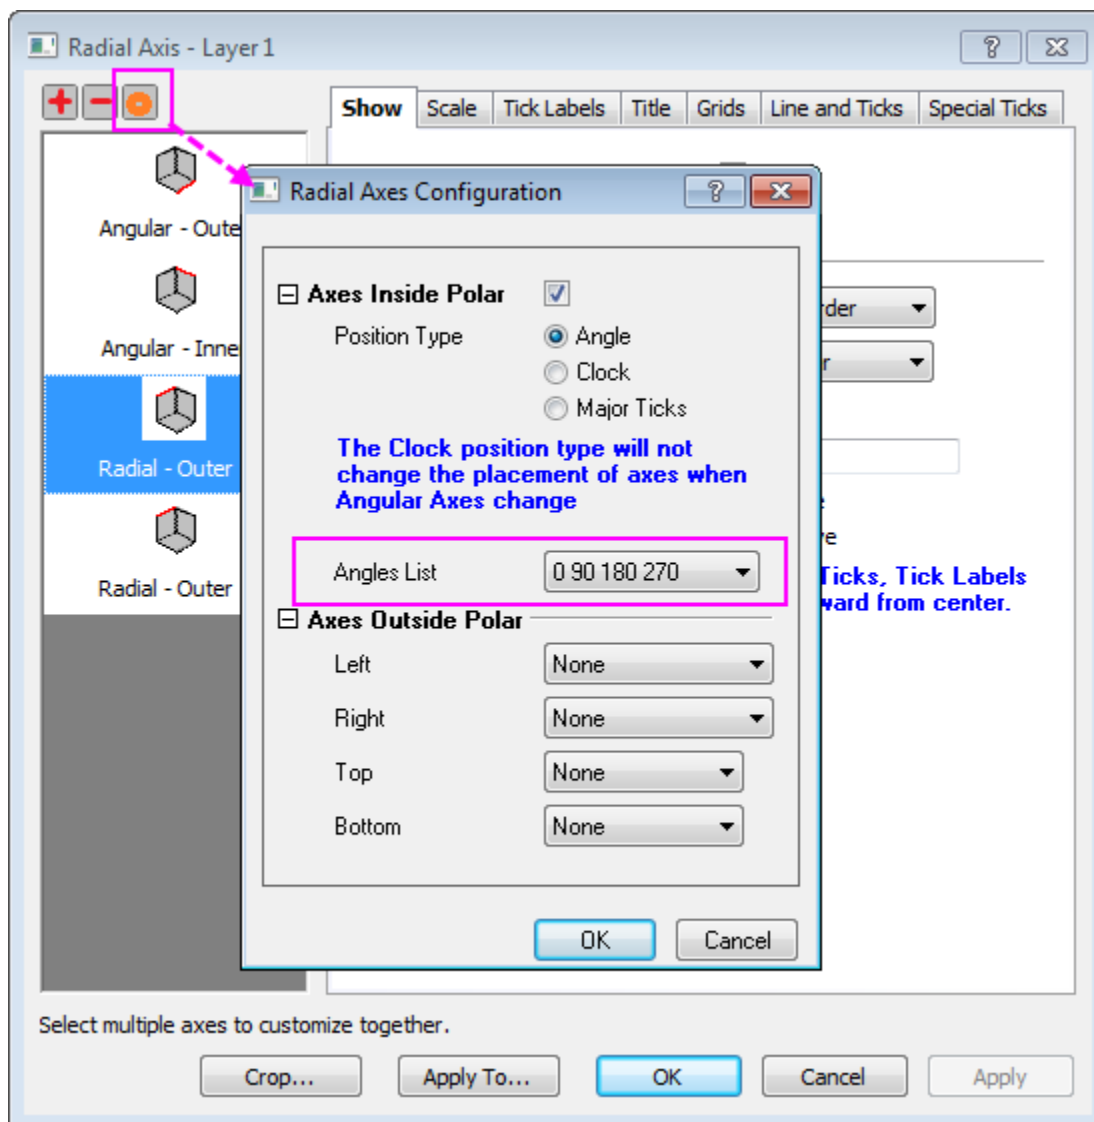 Radial Axis - Layer 1
Show Scale Tick Labels Title Grids Line and Ticks Special Ticks
Angular - Oute
Angular - Inne
Radial - Outer
Radial - Outer
Radial Axes Configuration
Axes Inside Polar
Position Type Angle
Clock
Major Ticks
The Clock position type will not
change the placement of axes when
Angular Axes change
Angles List 0 90 180 270
Axes Outside Polar
Left None
Right None
Top None
Bottom None
OK Cancel
rder
r
e
ve
Ticks, Tick Labels
ward from center.
Select multiple axes to customize together.
Crop... Apply To... OK Cancel Apply